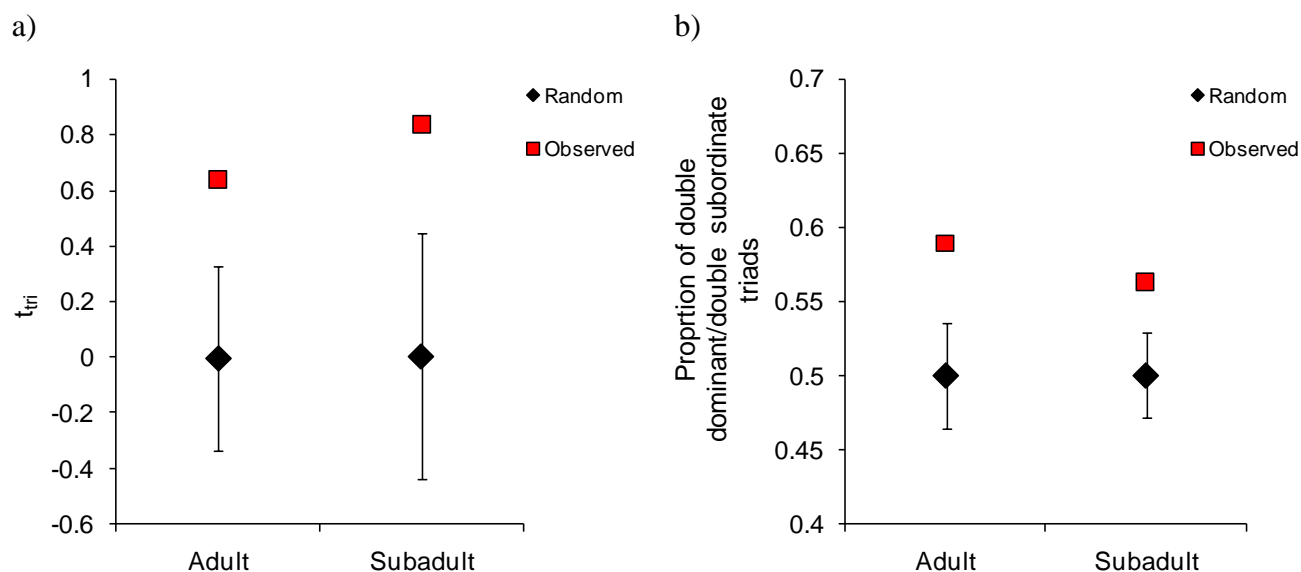 a)
1
0.8
0.6
0.4
0.2
0
-0.2
-0.4
-0.6
t_tri
Adult
Subadult
Random
Observed
b)
0.7
0.65
0.6
0.55
0.5
0.45
0.4
Proprtion of double
dominant/double subordinate
triads
Adult
Subadult
Random
Observed